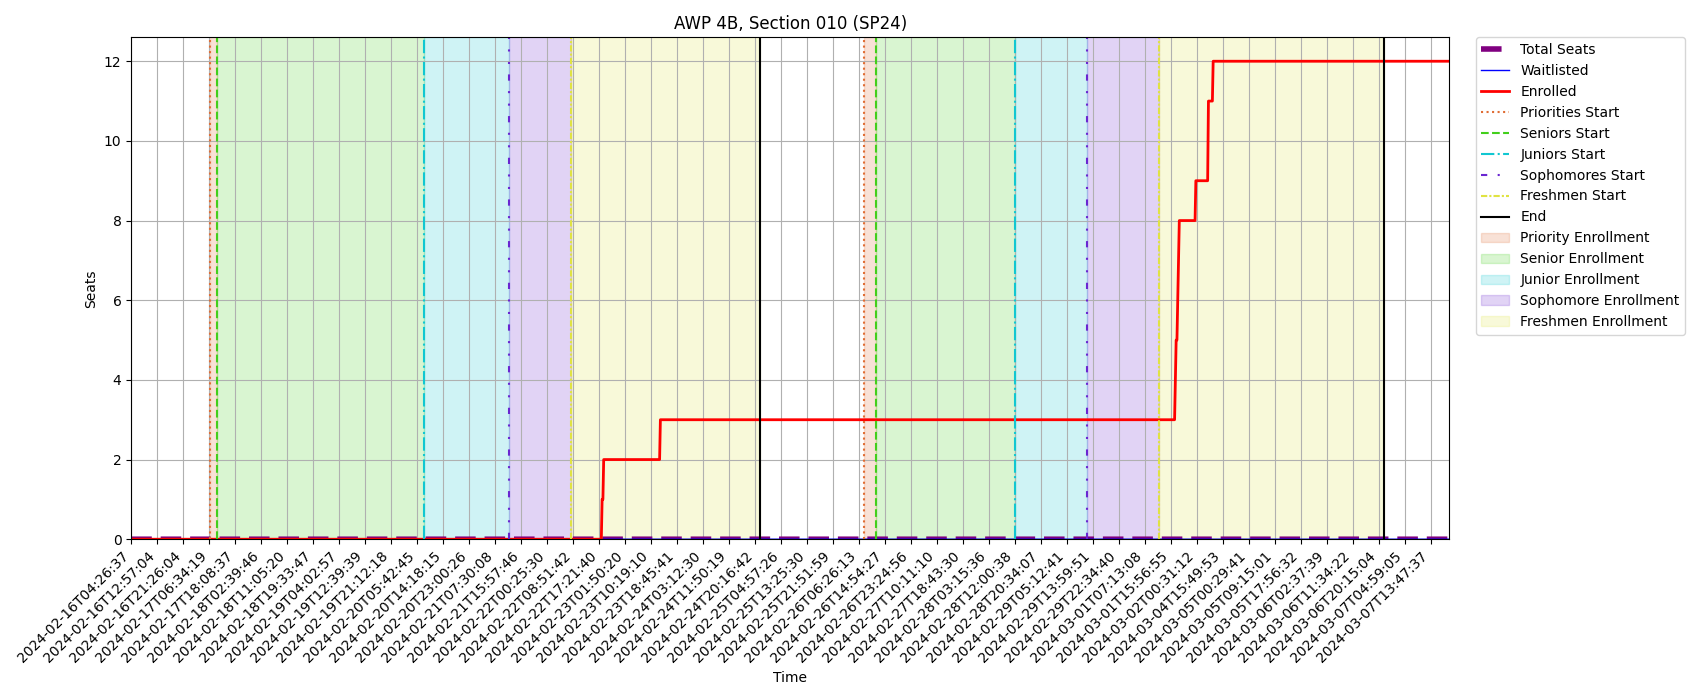 AWP 4B, Section 010 (SP24)
Seats
12
10
8
6
4
2
0
2024-02-16T04:26:37
2024-02-16T12:57:04
2024-02-16T21:26:04
2024-02-17T06:34:19
2024-02-17T18:08:37
2024-02-18T02:39:46
2024-02-18T11:05:20
2024-02-18T19:33:47
2024-02-19T04:02:57
2024-02-19T12:39:39
2024-02-19T21:12:18
2024-02-20T05:42:45
2024-02-20T14:18:15
2024-02-20T23:00:26
2024-02-21T07:30:08
2024-02-21T15:57:46
2024-02-22T00:25:30
2024-02-22T08:51:42
2024-02-22T17:21:40
2024-02-23T01:50:20
2024-02-23T10:19:10
2024-02-23T18:45:41
2024-02-24T03:12:30
2024-02-24T11:50:19
2024-02-24T20:16:42
2024-02-25T04:57:26
2024-02-25T13:25:30
2024-02-25T21:51:59
2024-02-26T06:26:13
2024-02-26T14:54:27
2024-02-26T23:24:56
2024-02-27T10:11:10
2024-02-27T18:43:30
2024-02-28T03:15:36
2024-02-28T12:00:38
2024-02-28T20:34:07
2024-02-29T05:12:41
2024-02-29T13:59:51
2024-02-29T22:34:40
2024-03-01T07:13:08
2024-03-01T15:56:55
2024-03-02T00:31:12
2024-03-04T15:49:53
2024-03-05T00:29:41
2024-03-05T09:15:01
2024-03-05T17:56:32
2024-03-06T02:37:39
2024-03-06T11:34:22
2024-03-06T20:15:04
2024-03-07T04:59:05
2024-03-07T13:47:37
Time
Total Seats
Waitlisted
Enrolled
Priorities Start
Seniors Start
Juniors Start
Sophomores Start
Freshmen Start
End
Priority Enrollment
Senior Enrollment
Junior Enrollment
Sophomore Enrollment
Freshmen Enrollment